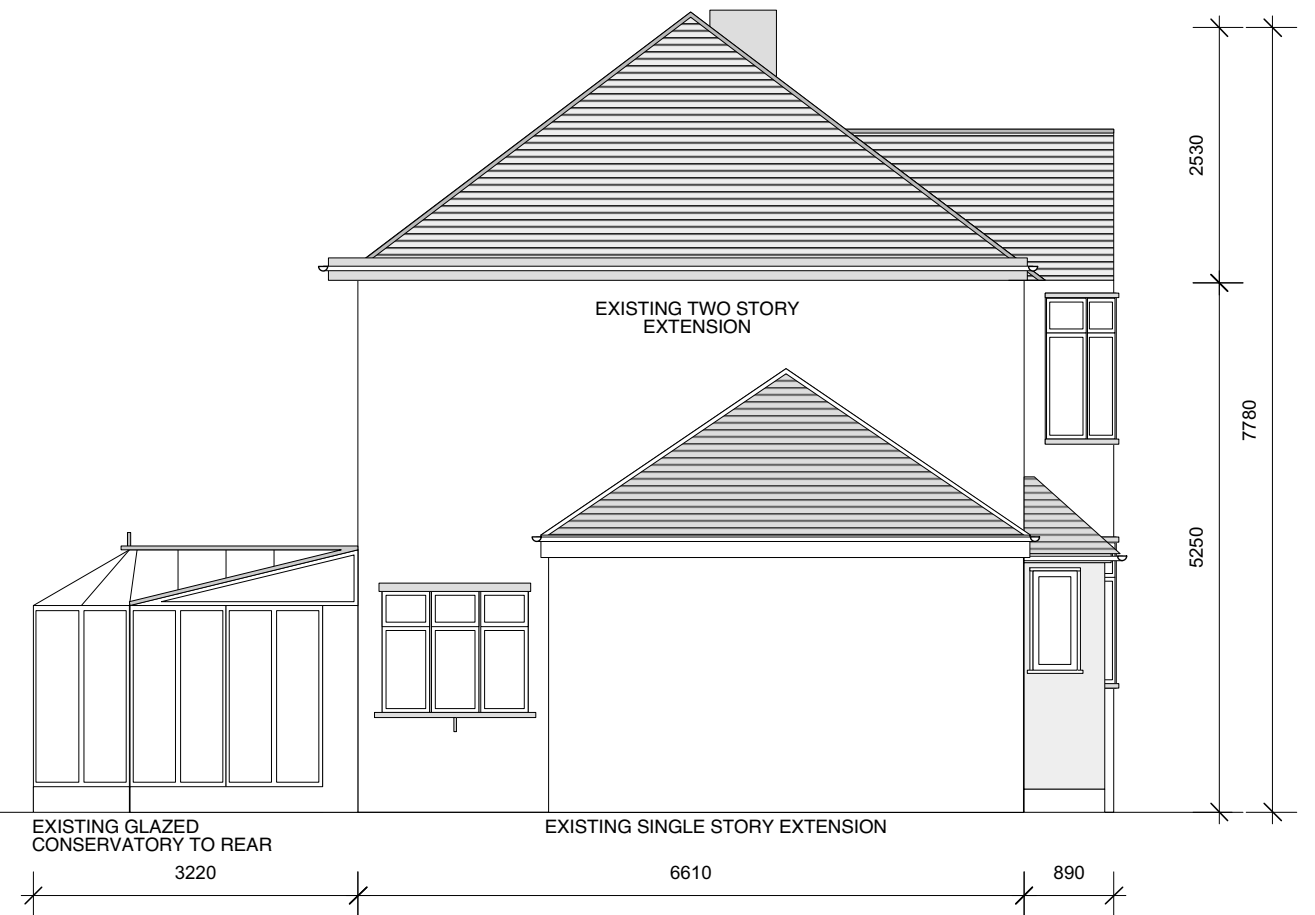 2530
EXISTING TWO STORY
EXTENSION
7780
5250
EXISTING GLAZED
CONSERVATORY TO REAR
EXISTING SINGLE STORY EXTENSION
3220
6610
890